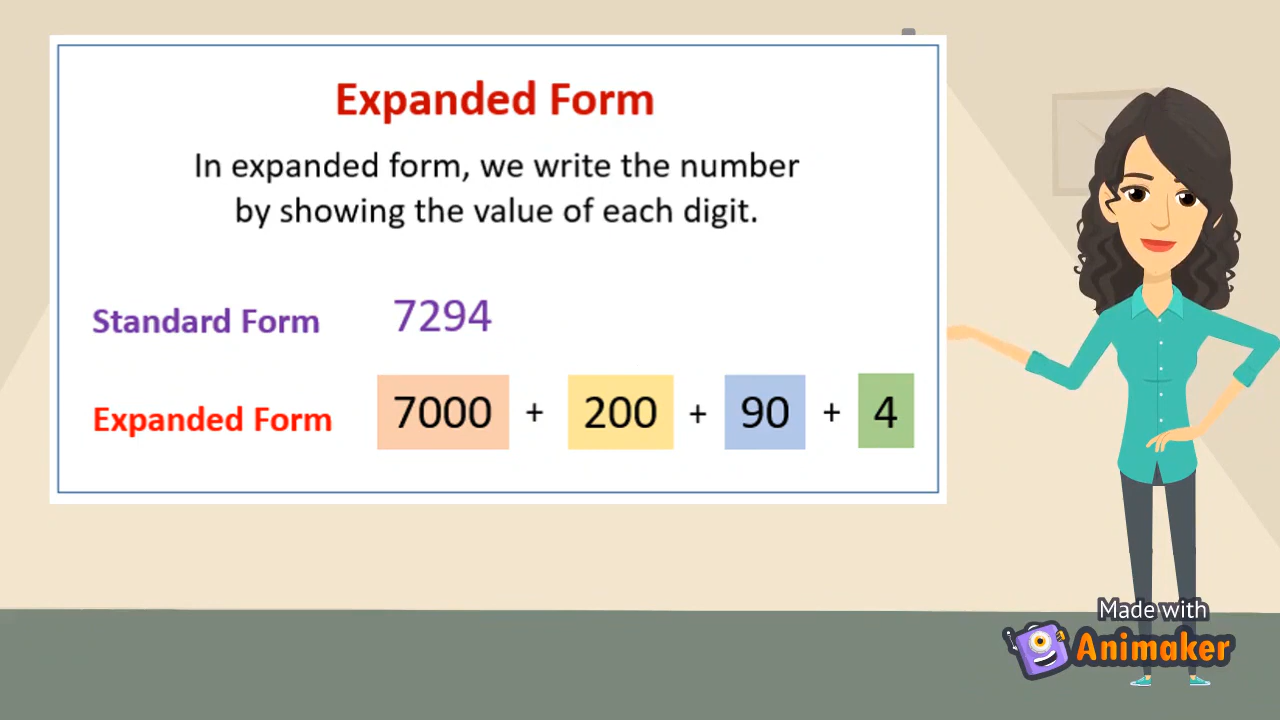 Expanded Form
In expanded form, we write the number
by showing the value of each digit.
Standard Form 7294
Expanded Form 7000 + 200 + 90 + 4
Made with
Animaker